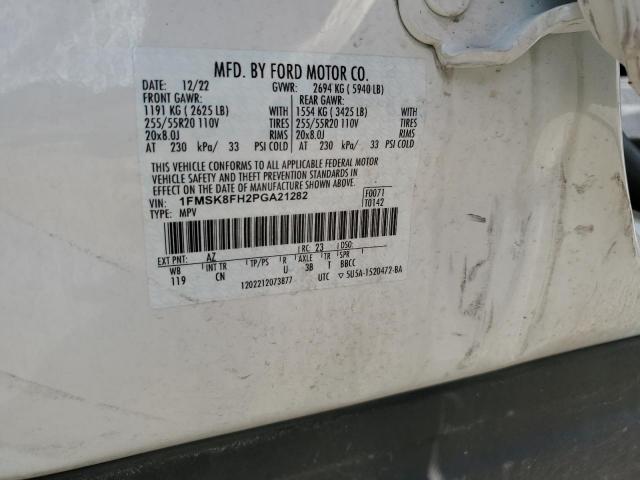 MFD. BY FORD MOTOR CO.
DATE: 12/22 GVWR: 2694 KG ( 5940 LB)
FRONT GAWR: REAR GAWR:
1191 KG ( 2625 LB) WITH 1554 KG ( 3425 LB) WITH
255/55R20 110V TIRES 255/55R20 110V TIRES
20x8.0J RIMS 20x8.0J RIMS
AT 230 kPa/ 33 PSI COLD AT 230 kPa/ 33 PSI COLD
THIS VEHICLE CONFORMS TO ALL APPLICABLE FEDERAL MOTOR
VEHICLE SAFETY AND THEFT PREVENTION STANDARDS IN
EFFECT ON THE DATE OF MANUFACTURE SHOWN ABOVE.
VIN: 1FMSK8FH2PGA21282 F0071
TYPE: MPV T0142
EXT PNT: AZ RC: 23 DSO:
WB INT TR TP/PS R AXLE TR SPR
119 CN U 3B T BBCC
1202212073877 UTC ▽ 5U5A-1520472-BA